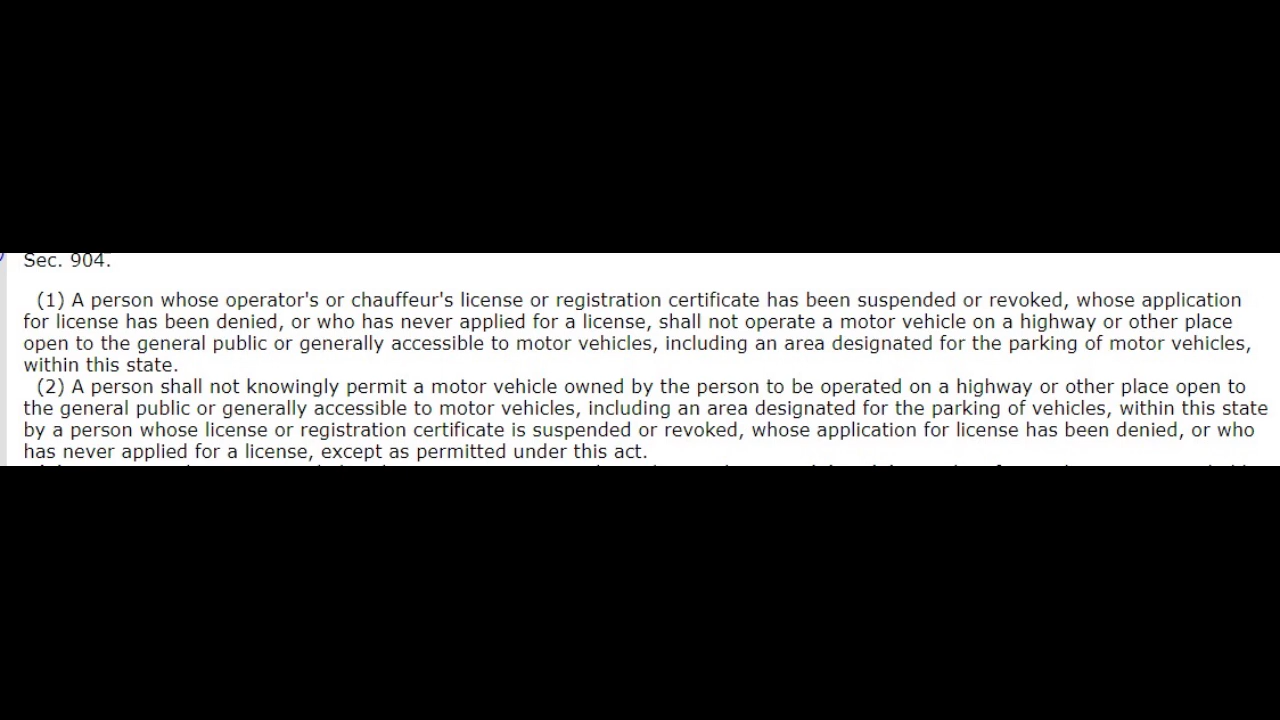 Sec. 904.
(1) A person whose operator's or chauffeur's license or registration certificate has been suspended or revoked, whose application
for license has been denied, or who has never applied for a license, shall not operate a motor vehicle on a highway or other place
open to the general public or generally accessible to motor vehicles, including an area designated for the parking of motor vehicles,
within this state.
(2) A person shall not knowingly permit a motor vehicle owned by the person to be operated on a highway or other place open to
the general public or generally accessible to motor vehicles, including an area designated for the parking of vehicles, within this state
by a person whose license or registration certificate is suspended or revoked, whose application for license has been denied, or who
has never applied for a license, except as permitted under this act.